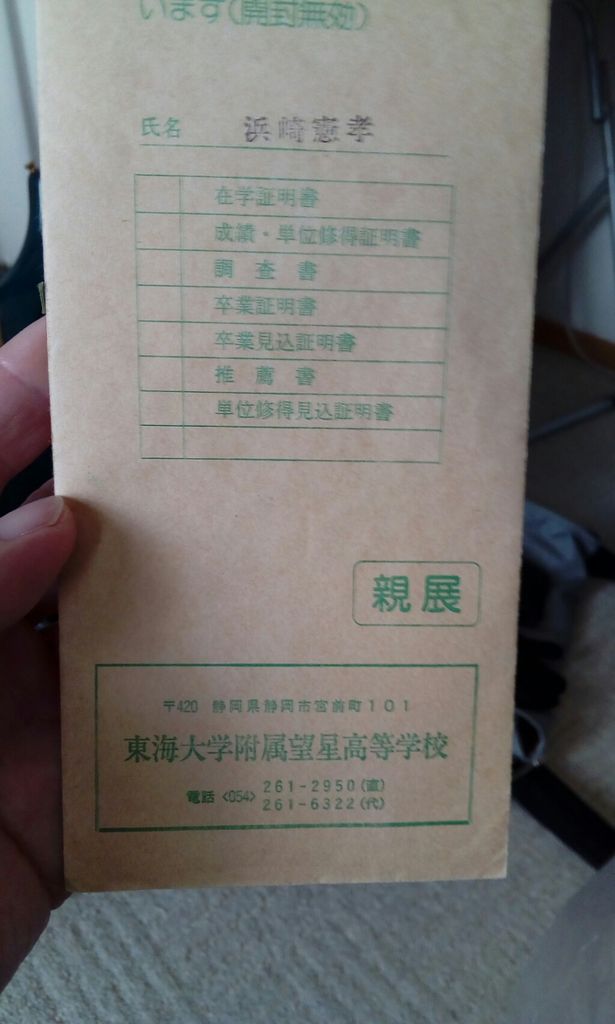 います(開封無効)
氏名 浜崎憲孝
在学証明書
成績・単位修得証明書
調査書
卒業証明書
卒業見込証明書
推薦書
単位修得見込証明書
親展
〒420 静岡県静岡市宮前町101
東海大学附属望星高等学校
電話<054>261-2950(直)
261-6322(代)